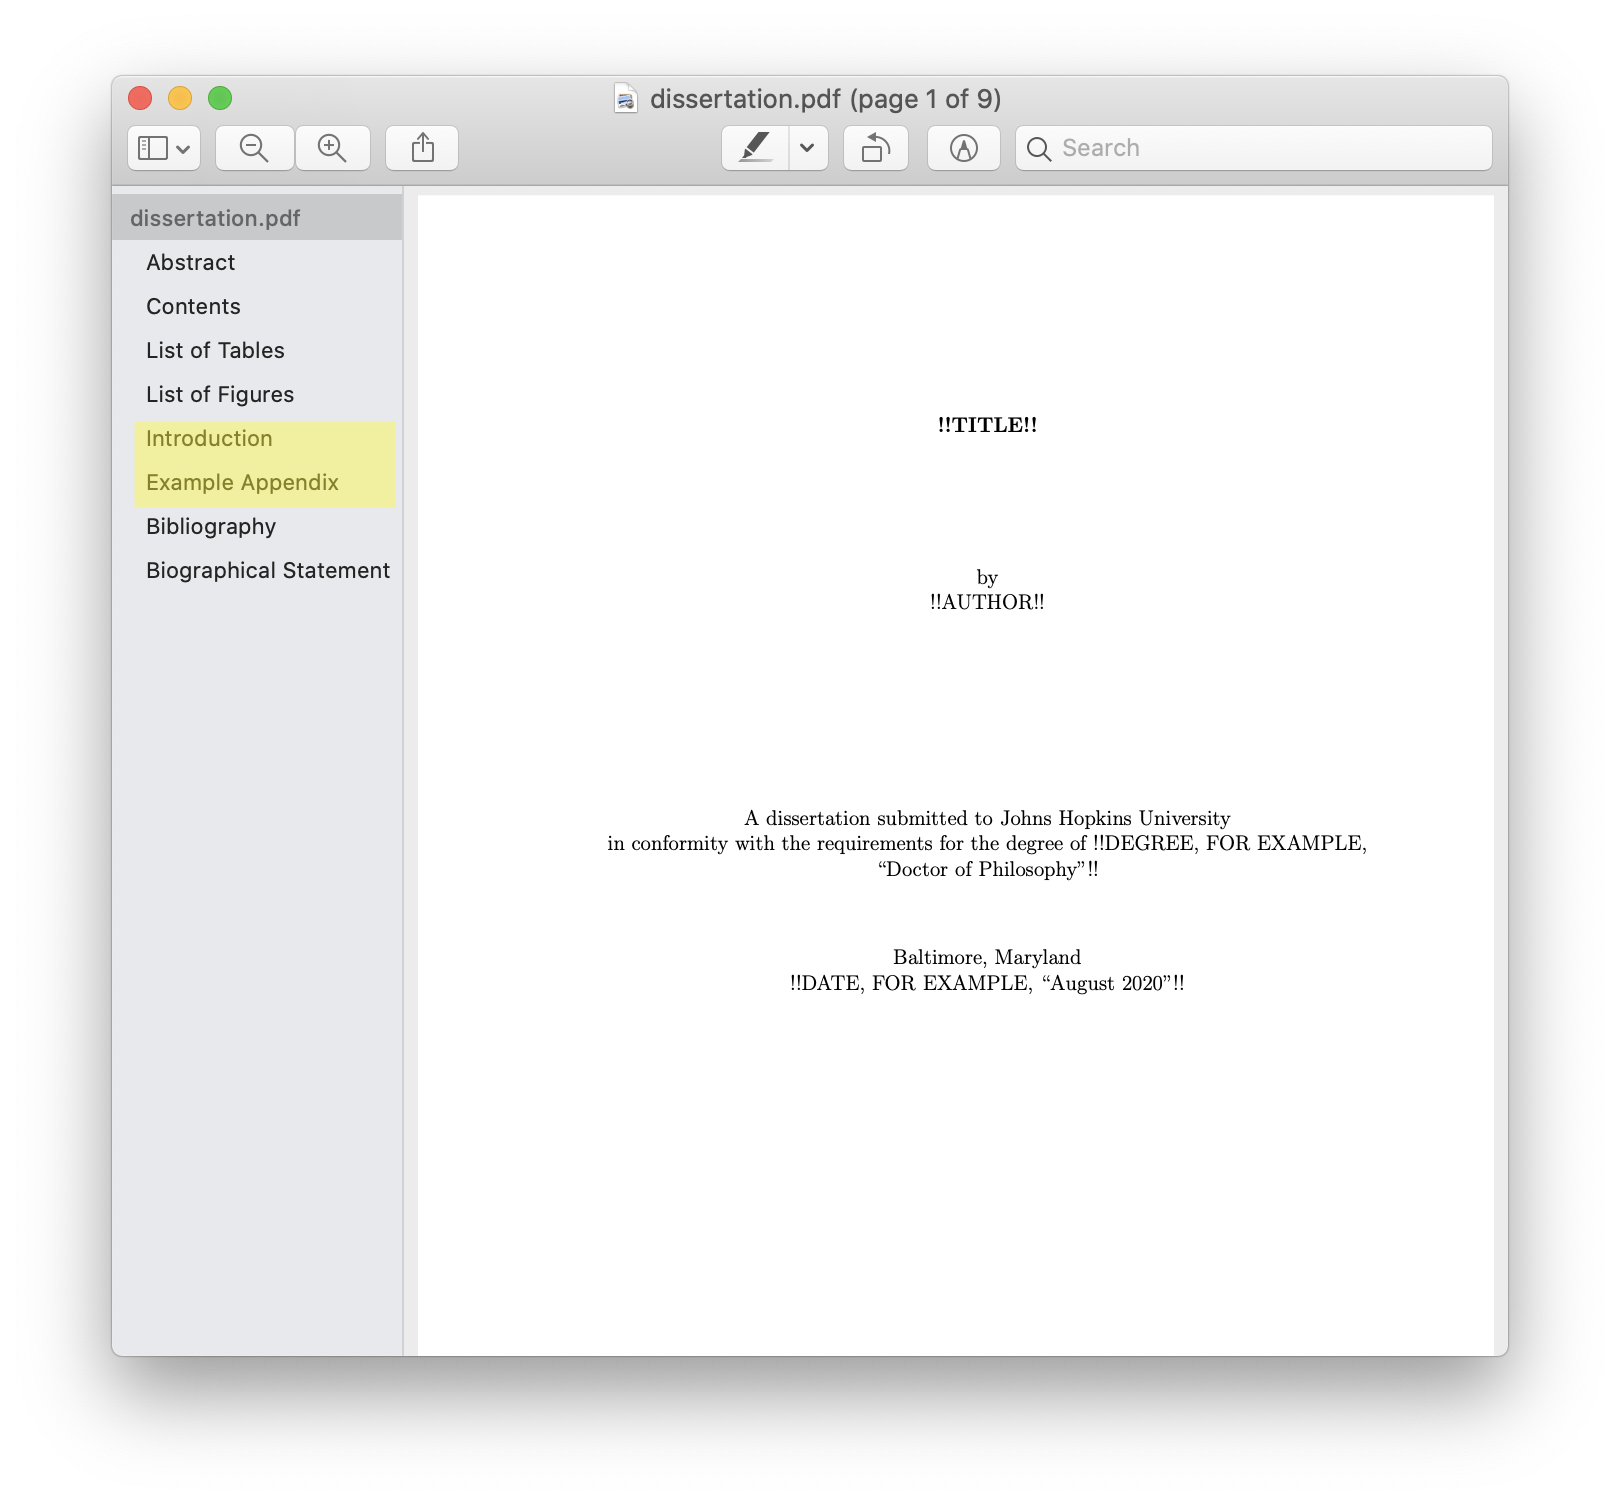 dissertation.pdf (page 1 of 9)
Search
dissertation.pdf
Abstract
Contents
List of Tables
List of Figures
Introduction
Example Appendix
Bibliography
Biographical Statement
!!TITLE!!
by
!!AUTHOR!!
A dissertation submitted to Johns Hopkins University
in conformity with the requirements for the degree of !!DEGREE, FOR EXAMPLE,
“Doctor of Philosophy”!!
Baltimore, Maryland
!!DATE, FOR EXAMPLE, “August 2020”!!